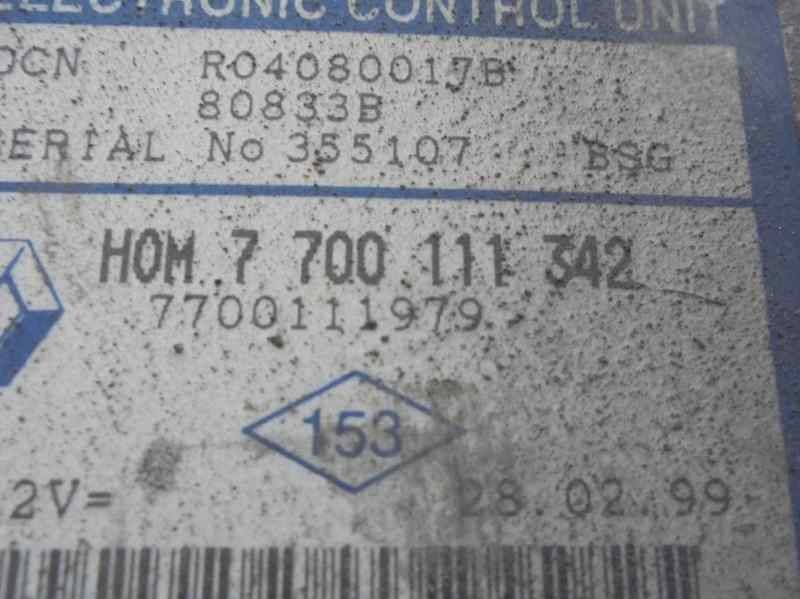 ELECTRONIC CONTROL UNIT
DCN R04080017B
80833B
SERIAL No 355107 BSG
HOM 7 700 111 342
7700111979
153
12V= 28.02.99